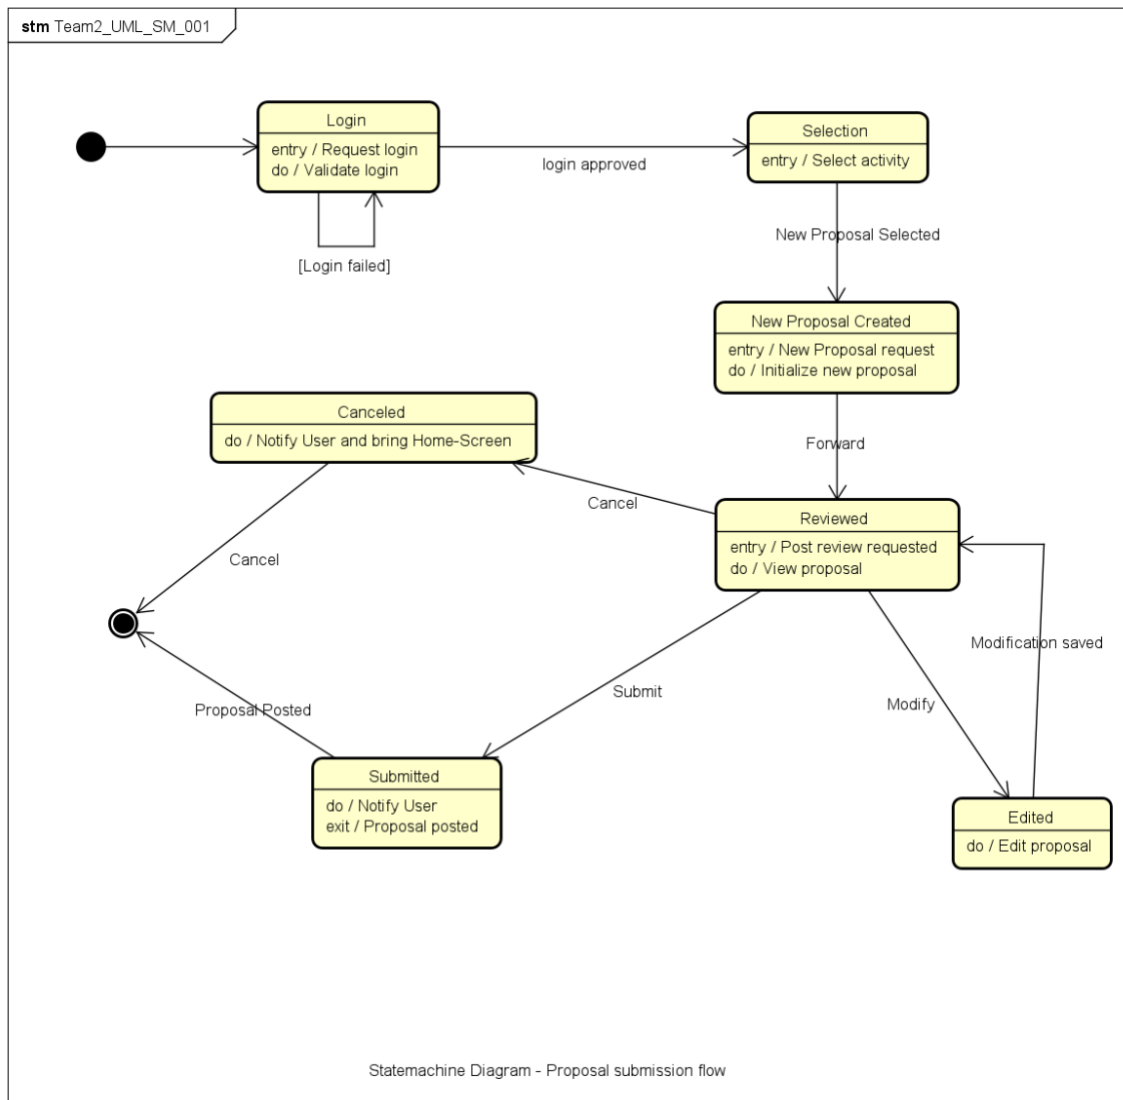 stm Team2_UML_SM_001
Login
entry / Request login
do / Validate login
[Login failed]
login approved
Selection
entry / Select activity
New Proposal Selected
New Proposal Created
entry / New Proposal request
do / Initialize new proposal
Forward
Canceled
do / Notify User and bring Home-Screen
Cancel
Cancel
Reviewed
entry / Post review requested
do / View proposal
Modification saved
Submit
Modify
Proposal Posted
Submitted
do / Notify User
exit / Proposal posted
Edited
do / Edit proposal
Statemachine Diagram - Proposal submission flow